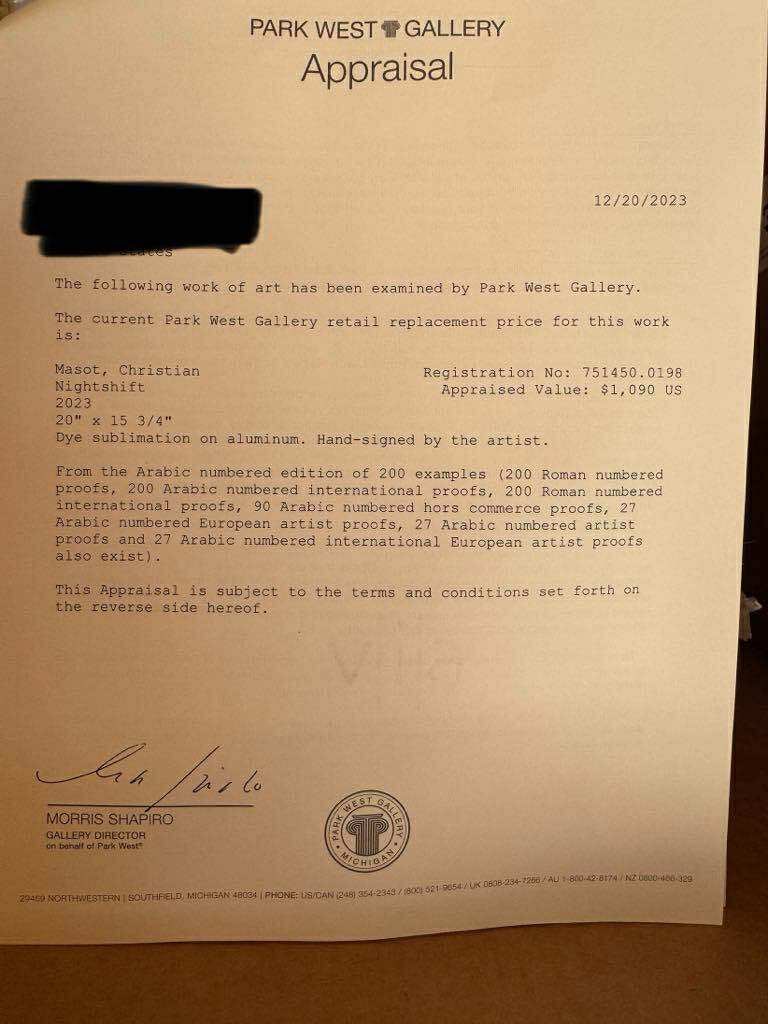 PARK WEST GALLERY
Appraisal
12/20/2023
The following work of art has been examined by Park West Gallery.
The current Park West Gallery retail replacement price for this work
is:
Masot, Christian
Registration No: 751450.0198
Nightshift
Appraised Value: $1,090 US
2023
20" x 15 3/4"
Dye sublimation on aluminum. Hand-signed by the artist.
From the Arabic numbered edition of 200 examples (200 Roman numbered
proofs, 200 Arabic numbered international proofs, 200 Roman numbered
international proofs, 90 Arabic numbered hors commerce proofs, 27
Arabic numbered European artist proofs, 27 Arabic numbered artist
proofs and 27 Arabic numbered international European artist proofs
also exist).
This Appraisal is subject to the terms and conditions set forth on
the reverse side hereof.
MORRIS SHAPIRO
GALLERY DIRECTOR
on behalf of Park West®
PARK WEST GALLERY
• MICHIGAN •
29469 NORTHWESTERN | SOUTHFIELD, MICHIGAN 48034 | PHONE: US/CAN (248) 354-2343 / (800) 521-9654 / UK 0808-234-7266 / AU 1-800-42-8174 / NZ 0800-466-329